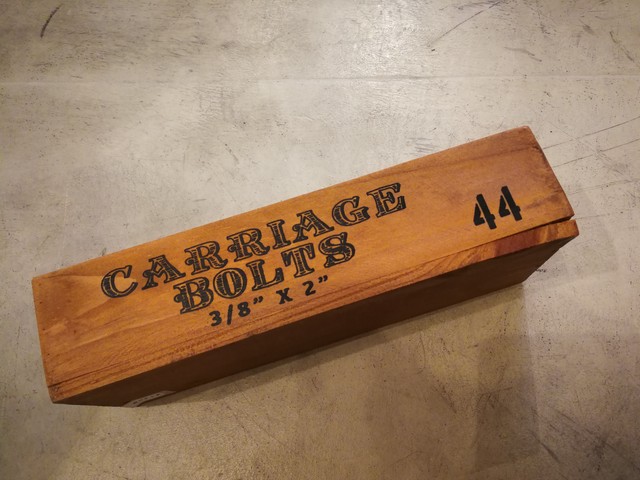 CARRIAGE
BOLTS
3/8" X 2"
44